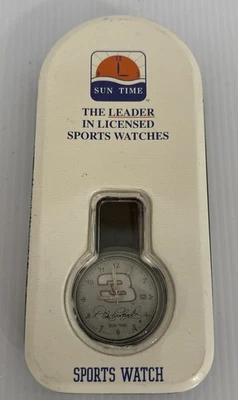 SUN TIME
THE LEADER
IN LICENSED
SPORTS WATCHES
3
SPORTS WATCH